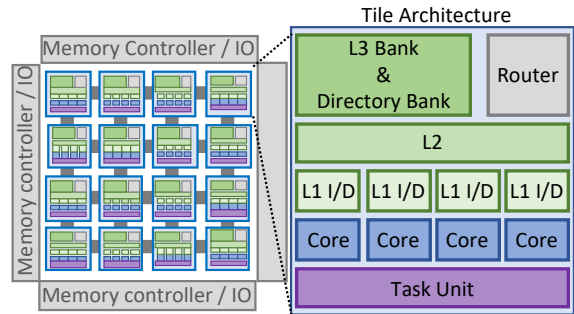 Tile Architecture
Memory Controller / IO
Memory controller / IO
Memory controller / IO
L3 Bank
&
Directory Bank
Router
L2
L1 I/D L1 I/D L1 I/D L1 I/D
Core Core Core Core
Task Unit